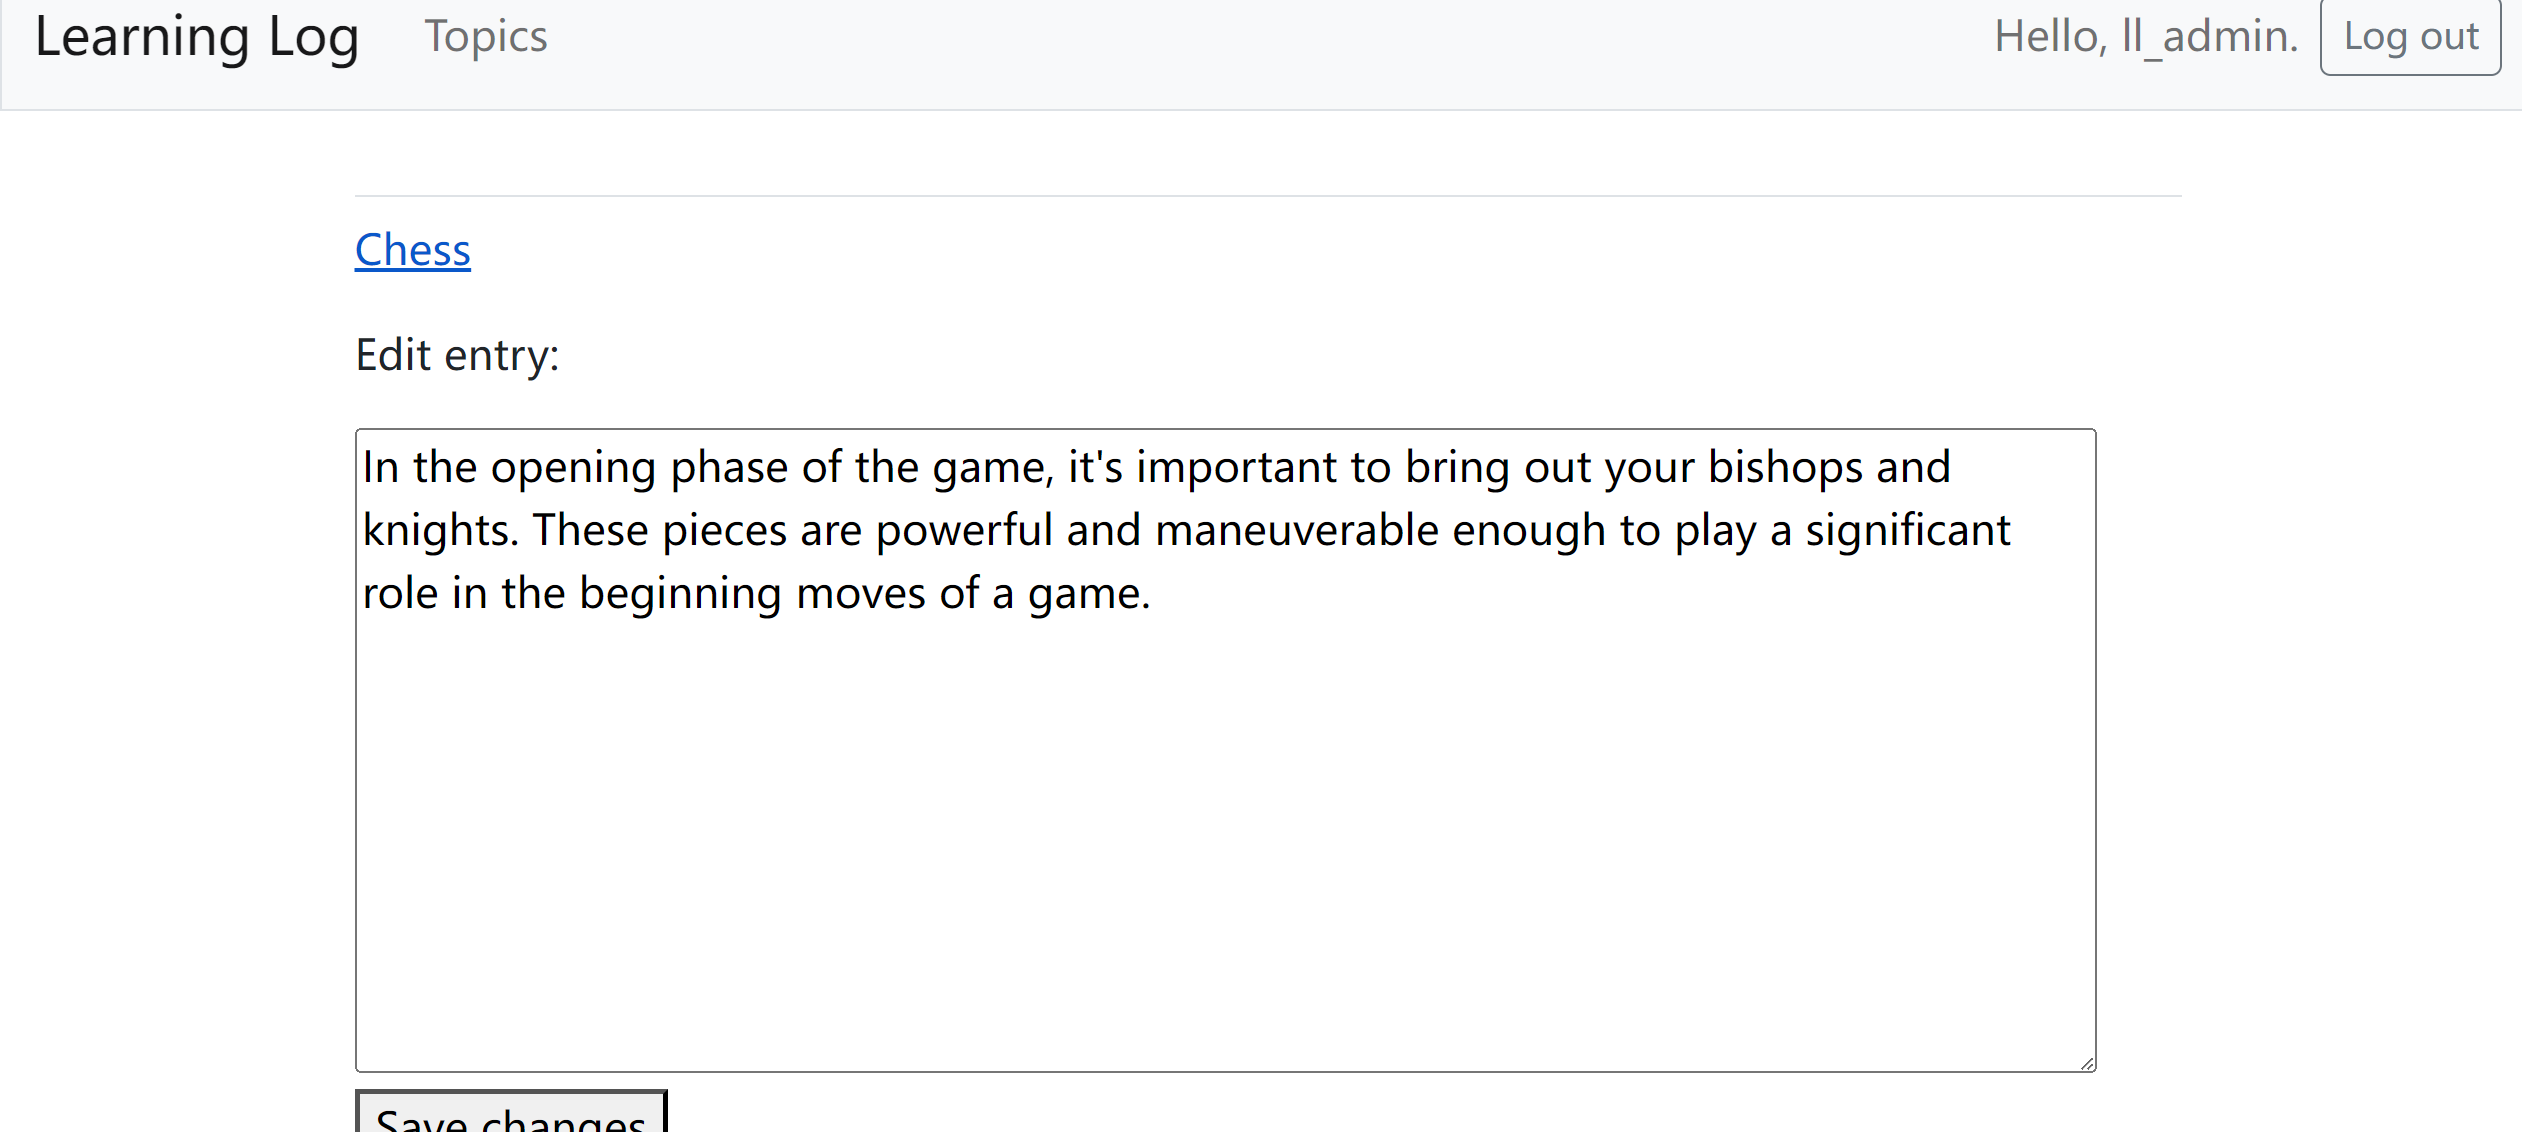 Learning Log Topics Hello, ll_admin. Log out
Chess
Edit entry:
In the opening phase of the game, it's important to bring out your bishops and
knights. These pieces are powerful and maneuverable enough to play a significant
role in the beginning moves of a game.
Save changes